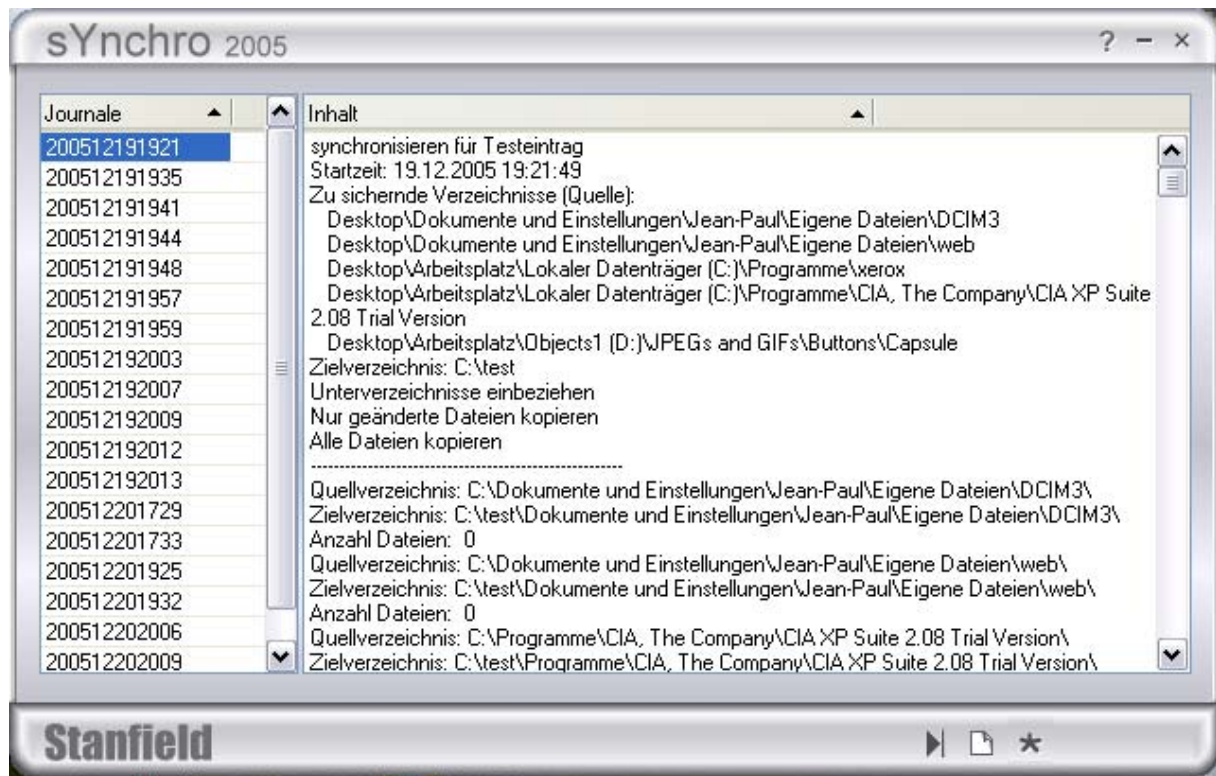 sYnchro 2005
? − ×
Journale
200512191921
200512191935
200512191941
200512191944
200512191948
200512191957
200512191959
200512192003
200512192007
200512192009
200512192012
200512192013
200512201729
200512201733
200512201925
200512201932
200512202006
200512202009
Inhalt
synchronisieren für Testeintrag
Startzeit: 19.12.2005 19:21:49
Zu sichernde Verzeichnisse (Quelle):
Desktop\Dokumente und Einstellungen\Jean-Paul\Eigene Dateien\DCIM3
Desktop\Dokumente und Einstellungen\Jean-Paul\Eigene Dateien\web
Desktop\Arbeitsplatz\Lokaler Datenträger (C:)\Programme\xerox
Desktop\Arbeitsplatz\Lokaler Datenträger (C:)\Programme\CIA, The Company\CIA XP Suite
2.08 Trial Version
Desktop\Arbeitsplatz\Objects1 (D:)\JPEGs and GIFs\Buttons\Capsule
Zielverzeichnis: C:\test
Unterverzeichnisse einbeziehen
Nur geänderte Dateien kopieren
Alle Dateien kopieren
-------------------------------------------------------
Quellverzeichnis: C:\Dokumente und Einstellungen\Jean-Paul\Eigene Dateien\DCIM3\
Zielverzeichnis: C:\test\Dokumente und Einstellungen\Jean-Paul\Eigene Dateien\DCIM3\
Anzahl Dateien: 0
Quellverzeichnis: C:\Dokumente und Einstellungen\Jean-Paul\Eigene Dateien\web\
Zielverzeichnis: C:\test\Dokumente und Einstellungen\Jean-Paul\Eigene Dateien\web\
Anzahl Dateien: 0
Quellverzeichnis: C:\Programme\CIA, The Company\CIA XP Suite 2.08 Trial Version\
Zielverzeichnis: C:\test\Programme\CIA, The Company\CIA XP Suite 2.08 Trial Version\
Stanfield